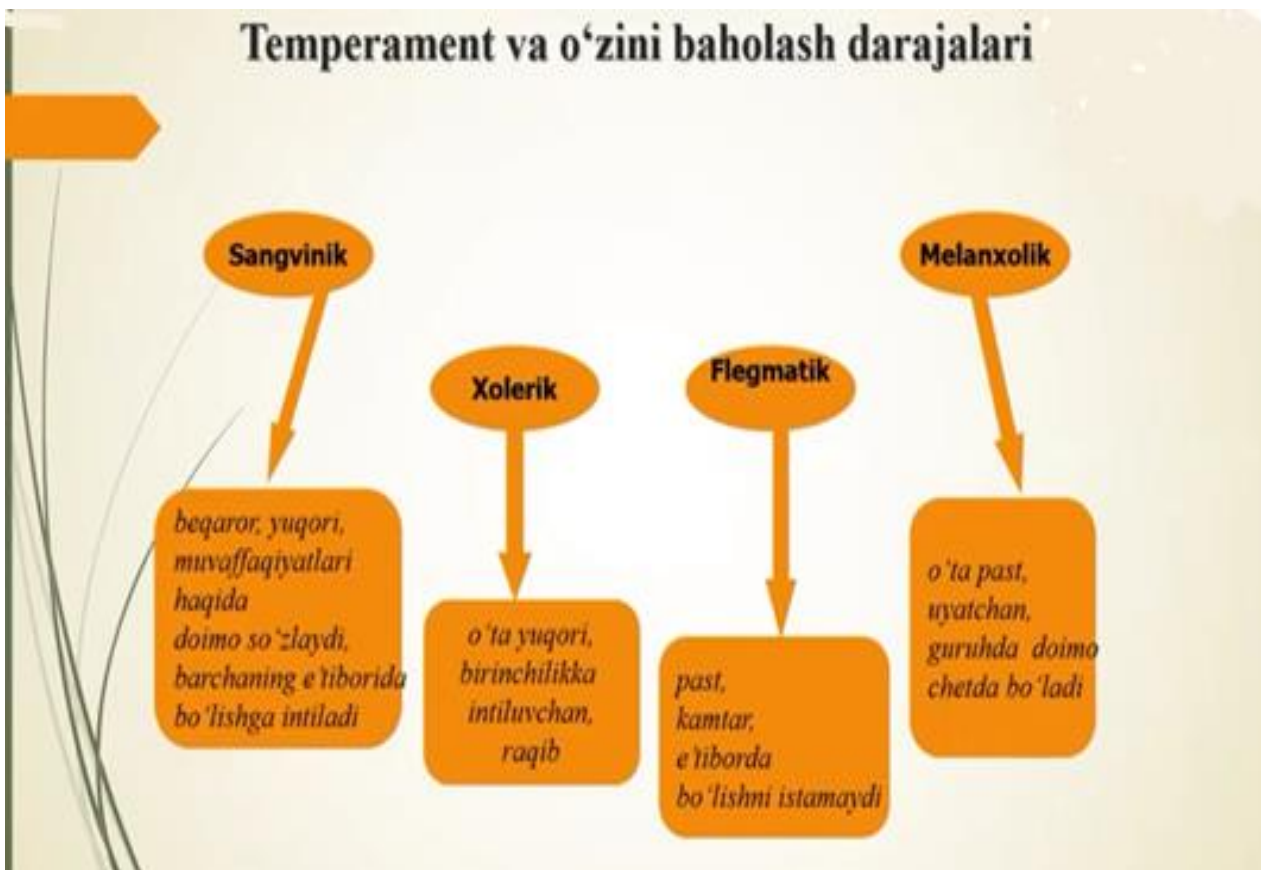 Temperament va o‘zini baholash darajalari
Sangvinik
beqaror, yuqori,
muvaffaqiyatlari
haqida
doimo so‘zlaydi,
barchaning e'tiborida
bo‘lishga intiladi
Xolerik
o‘ta yuqori,
birinchilikka
intiluvchan,
raqib
Flegmatik
past,
kamtar,
e'tiborda
bo‘lishni istamaydi
Melanxolik
o‘ta past,
uyatchan,
guruhda doimo
chetda bo‘ladi